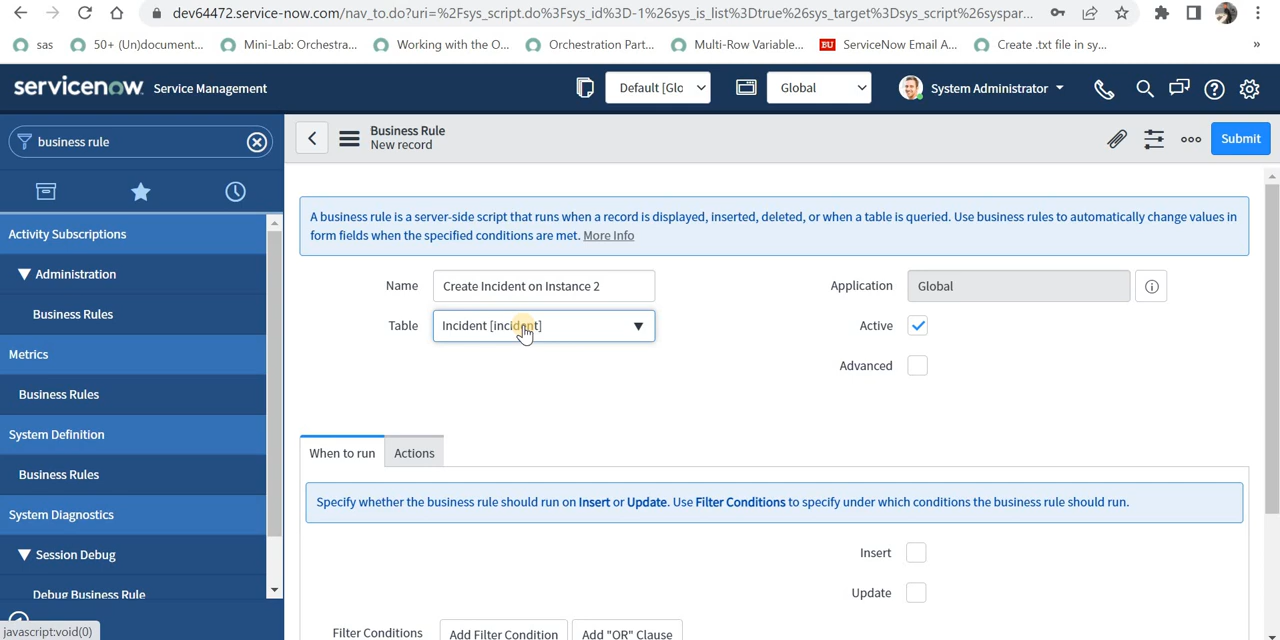 dev64472.service-now.com/nav_to.do?uri=%2Fsys_script.do%3Fsys_id%3D-1%26sys_is_list%3Dtrue%26sys_target%3Dsys_script%26syspar...
sas
50+ (Un)document...
Mini-Lab: Orchestra...
Working with the O...
Orchestration Part...
Multi-Row Variable...
BU
ServiceNow Email A...
Create .txt file in sy...
»
servicenow
Service Management
Default [Glo
Global
System Administrator
business rule
Business Rule
New record
Submit
Activity Subscriptions
Administration
Business Rules
Metrics
Business Rules
System Definition
Business Rules
System Diagnostics
Session Debug
Debug Business Rule
javascript:void(0)
A business rule is a server-side script that runs when a record is displayed, inserted, deleted, or when a table is queried. Use business rules to automatically change values in
form fields when the specified conditions are met. More Info
Name
Create Incident on Instance 2
Application
Global
Table
Incident [incident]
Active
Advanced
When to run
Actions
Specify whether the business rule should run on Insert or Update. Use Filter Conditions to specify under which conditions the business rule should run.
Insert
Update
Filter Conditions
Add Filter Condition
Add "OR" Clause